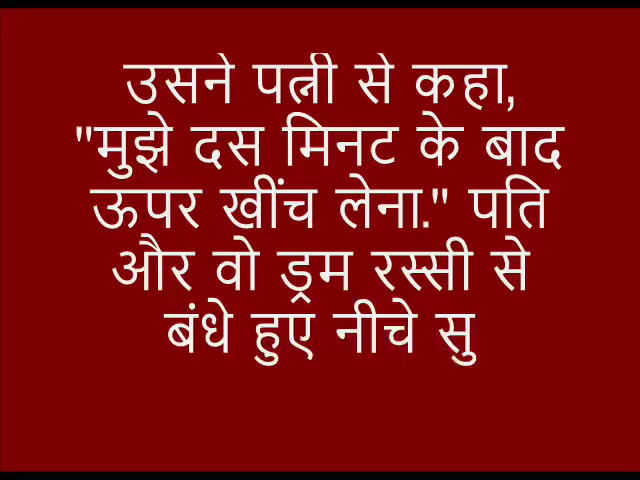 उसने पत्नी से कहा,
"मुझे दस मिनट के बाद
ऊपर खींच लेना." पति
और वो ड्रम रस्सी से
बंधे हुए नीचे सु